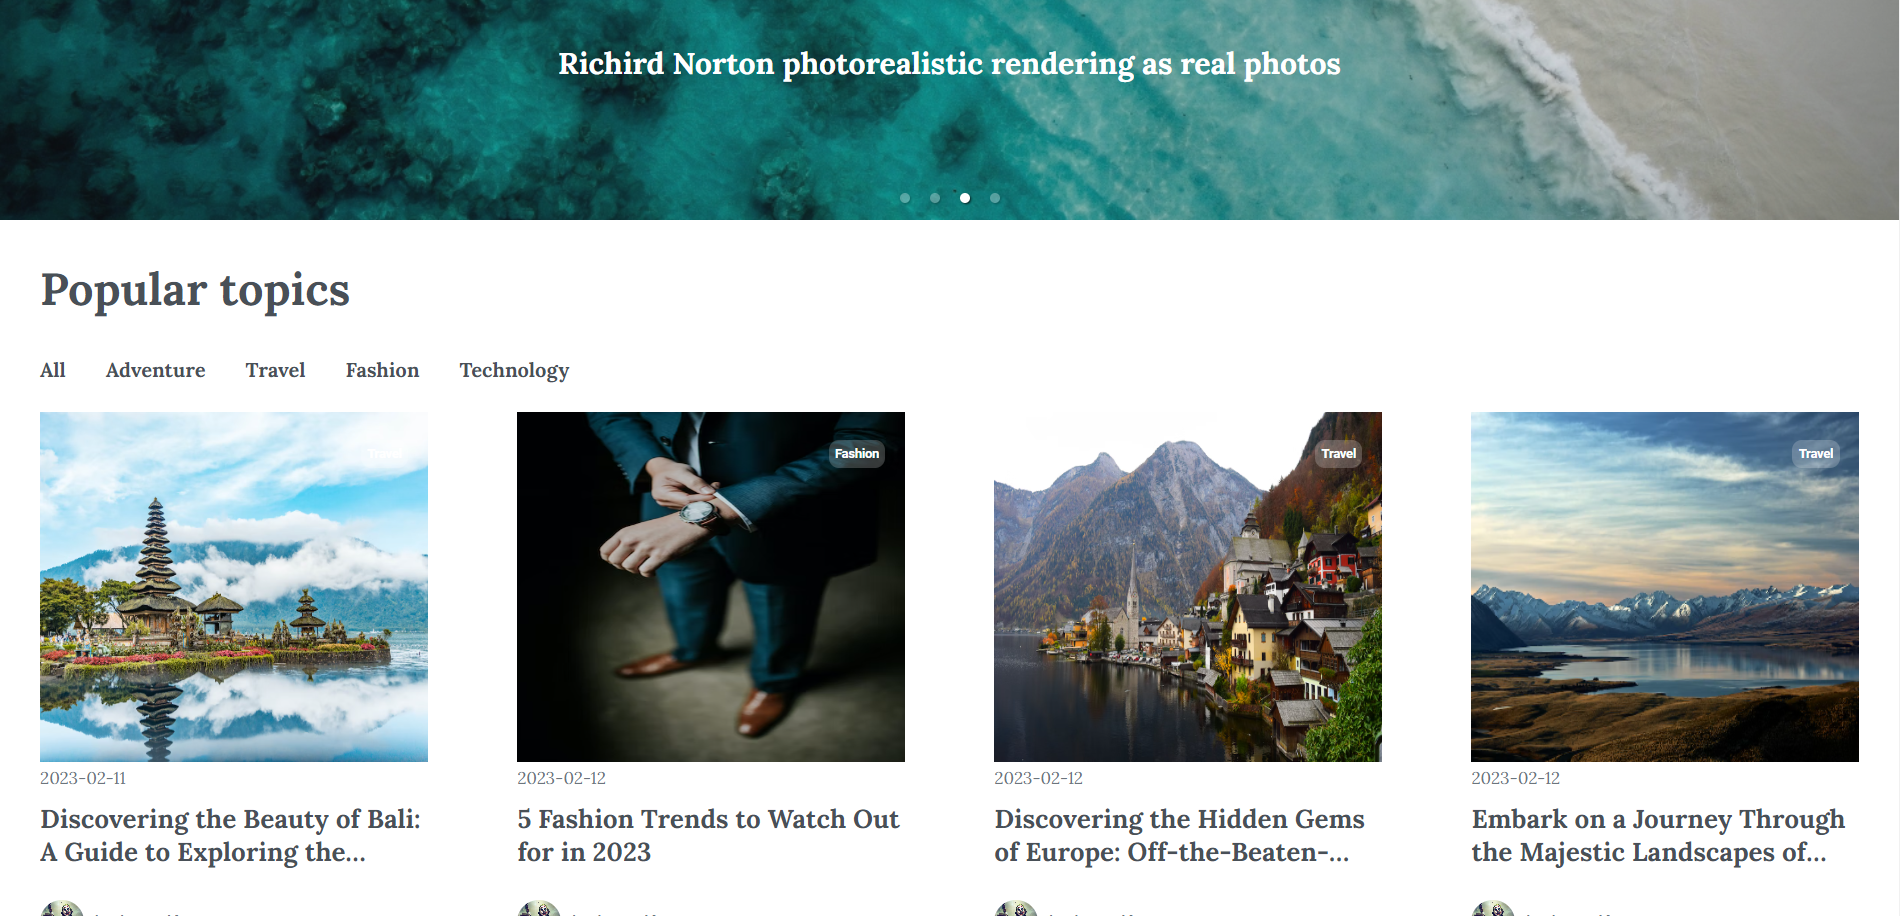 Richird Norton photorealistic rendering as real photos
Popular topics
All Adventure Travel Fashion Technology
Travel
Fashion
Travel
Travel
2023-02-11
Discovering the Beauty of Bali:
A Guide to Exploring the...
2023-02-12
5 Fashion Trends to Watch Out
for in 2023
2023-02-12
Discovering the Hidden Gems
of Europe: Off-the-Beaten-...
2023-02-12
Embark on a Journey Through
the Majestic Landscapes of...